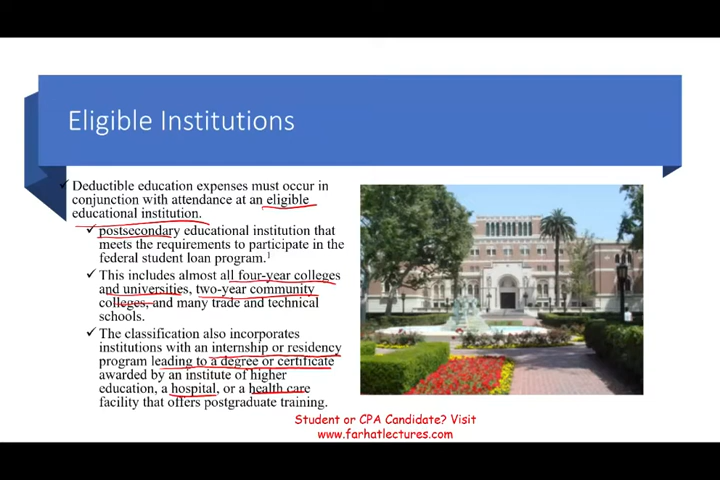 Eligible Institutions
✓ Deductible education expenses must occur in
conjunction with attendance at an eligible
educational institution.
✓ postsecondary educational institution that
meets the requirements to participate in the
federal student loan program.1
✓ This includes almost all four-year colleges
and universities, two-year community
colleges, and many trade and technical
schools.
✓ The classification also incorporates
institutions with an internship or residency
program leading to a degree or certificate
awarded by an institute of higher
education, a hospital, or a health care
facility that offers postgraduate training.
Student or CPA Candidate? Visit
www.farhatlectures.com